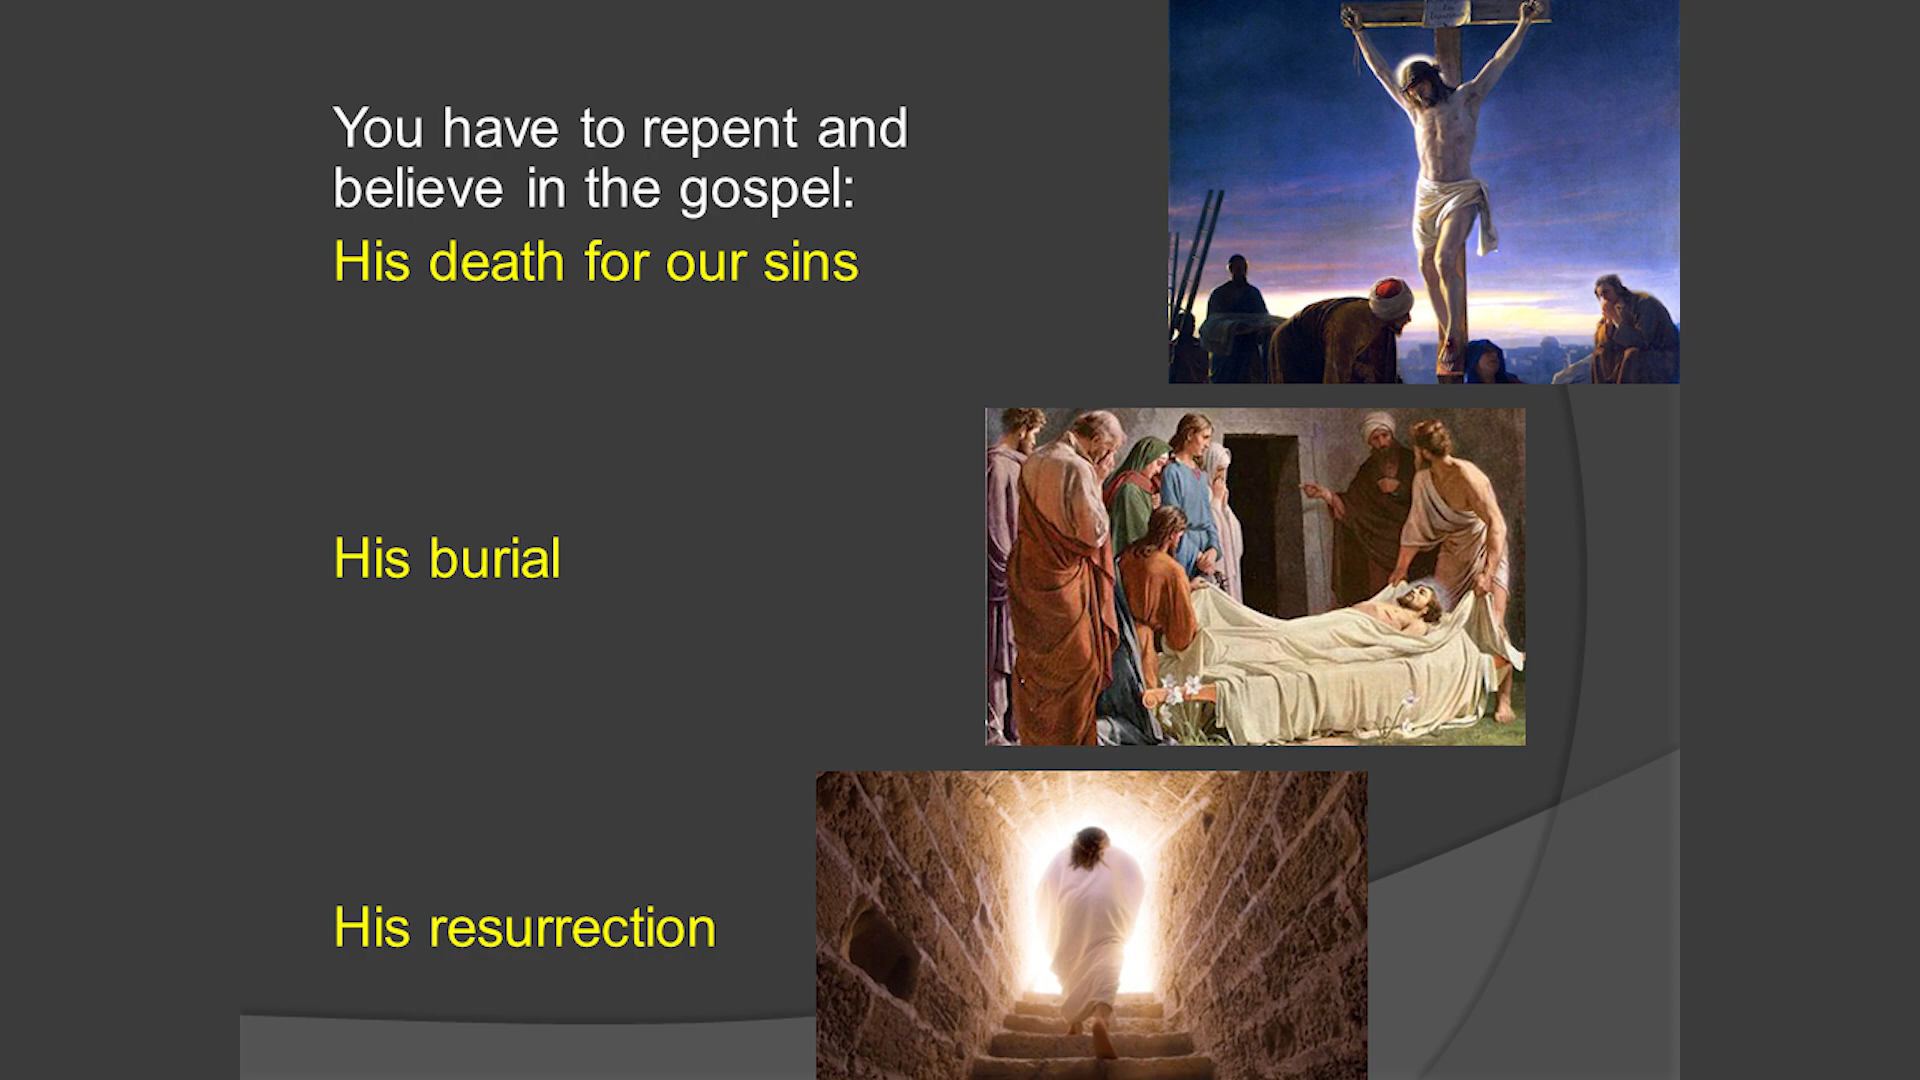 You have to repent and
believe in the gospel:
His death for our sins
His burial
His resurrection